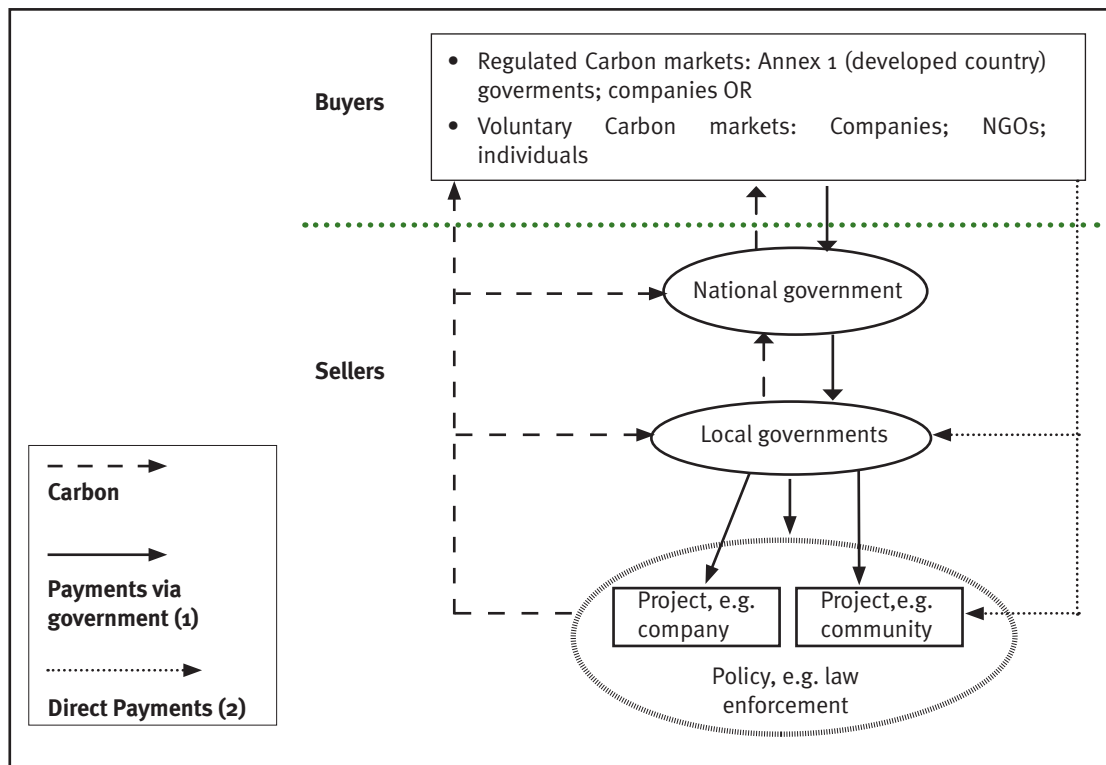 Buyers
• Regulated Carbon markets: Annex 1 (developed country)
goverments; companies OR
• Voluntary Carbon markets: Companies; NGOs;
individuals
National government
Sellers
Local governments
Carbon
Payments via
government (1)
Direct Payments (2)
Project, e.g.
company
Project,e.g.
community
Policy, e.g. law
enforcement